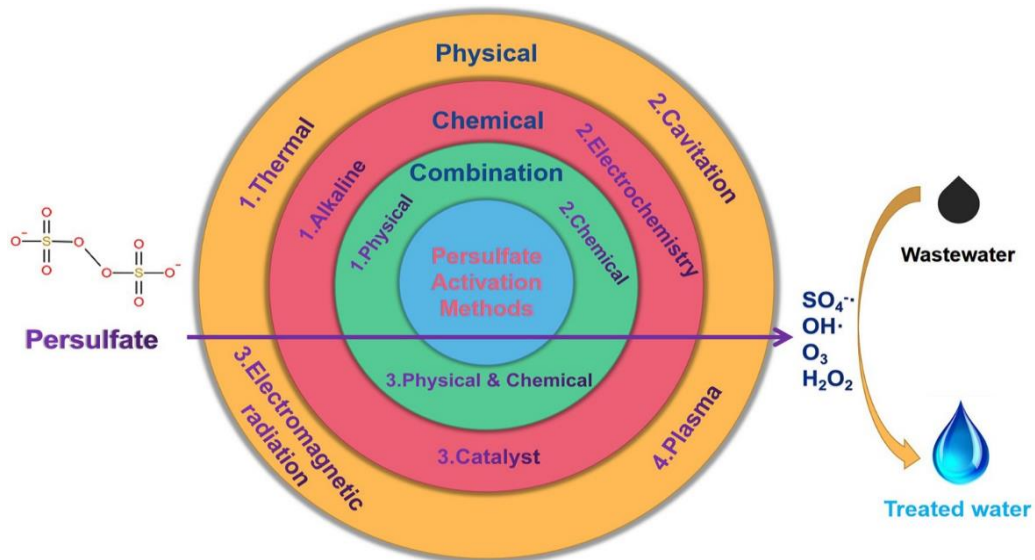 Physical
1.Thermal
2.Cavitation
3.Electromagnetic
radiation
4.Plasma
Chemical
1.Alkaline
2.Electrochemistry
3.Catalyst
Combination
1.Physical
2.Chemical
3.Physical & Chemical
Persulfate
Activation
Methods
O
O⁻
S
O
O
O
S
O⁻
O
O
Persulfate
SO₄⁻·
OH·
O₃
H₂O₂
Wastewater
Treated water